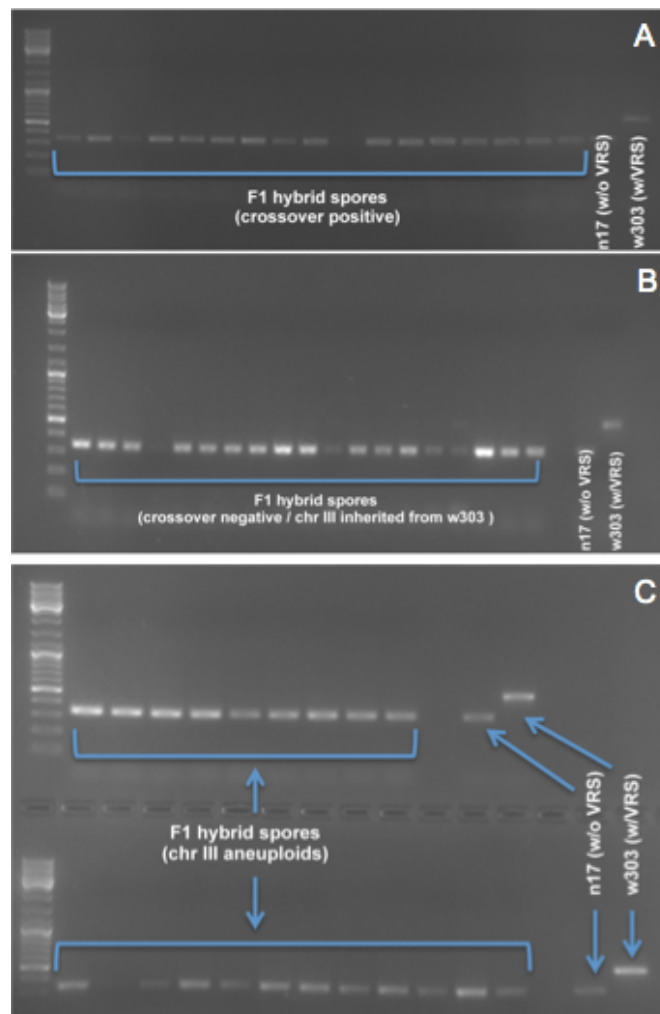 A
F1 hybrid spores
(crossover positive)
n17 (w/o VRS)
w303 (w/VRS)
B
F1 hybrid spores
(crossover negative / chr III inherited from w303 )
n17 (w/o VRS)
w303 (w/VRS)
C
F1 hybrid spores
(chr III aneuploids)
n17 (w/o VRS)
w303 (w/VRS)